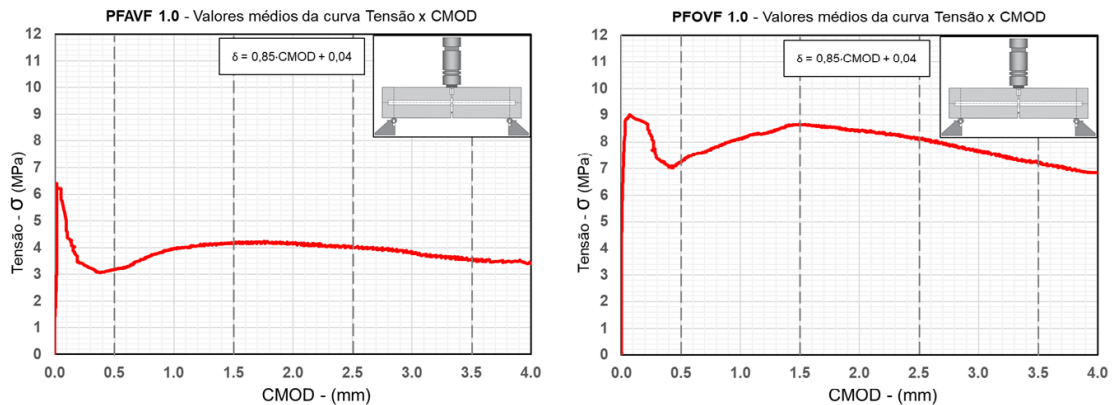 PFAVF 1.0 - Valores médios da curva Tensão x CMOD
12
11
10
9
8
7
6
5
4
3
2
1
0
Tensão - σ (MPa)
δ = 0,85·CMOD + 0,04
0.0 0.5 1.0 1.5 2.0 2.5 3.0 3.5 4.0
CMOD - (mm)
PFOVF 1.0 - Valores médios da curva Tensão x CMOD
12
11
10
9
8
7
6
5
4
3
2
1
0
Tensão - σ (MPa)
δ = 0,85·CMOD + 0,04
0.0 0.5 1.0 1.5 2.0 2.5 3.0 3.5 4.0
CMOD - (mm)